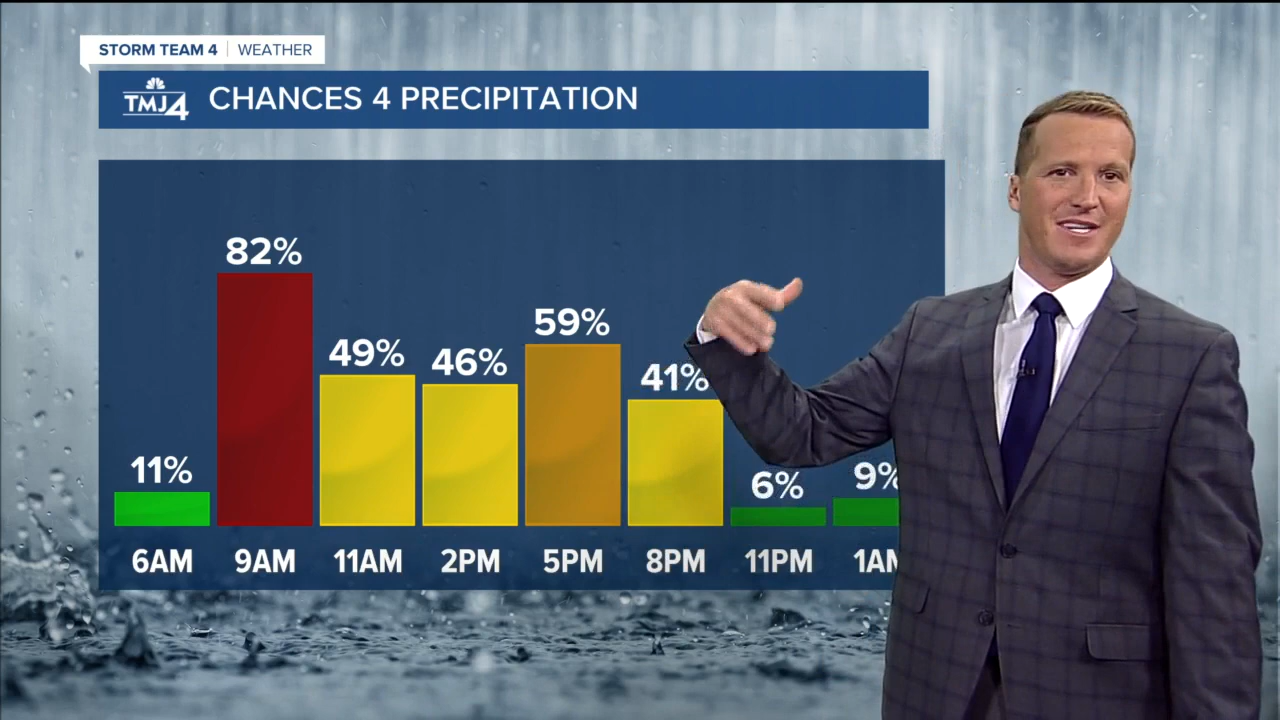 STORM TEAM 4 | WEATHER
TMJ4 CHANCES 4 PRECIPITATION
82%
59%
49%
46%
41%
11%
6%
9%
6AM 9AM 11AM 2PM 5PM 8PM 11PM 1AM